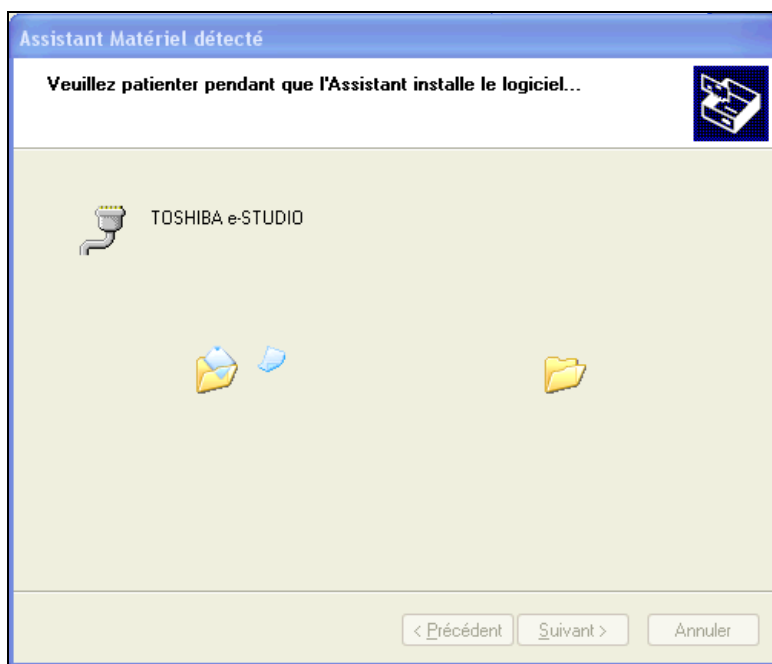 Assistant Matériel détecté
Veuillez patienter pendant que l'Assistant installe le logiciel...
TOSHIBA e-STUDIO
< Précédent Suivant > Annuler